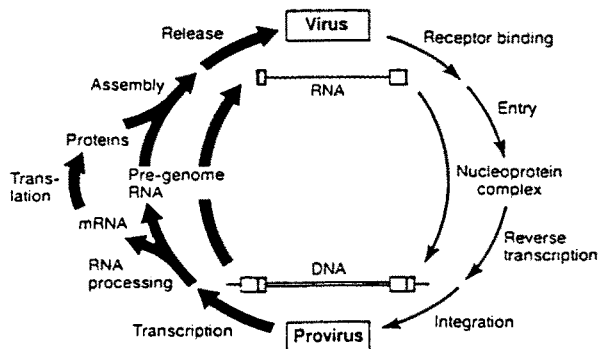 Release
Virus
Receptor binding
Assembly
RNA
Entry
Proteins
Trans-
lation
Pre-genome
RNA
Nucleoprotein
complex
mRNA
RNA
processing
DNA
Reverse
transcription
Transcription
Provirus
Integration